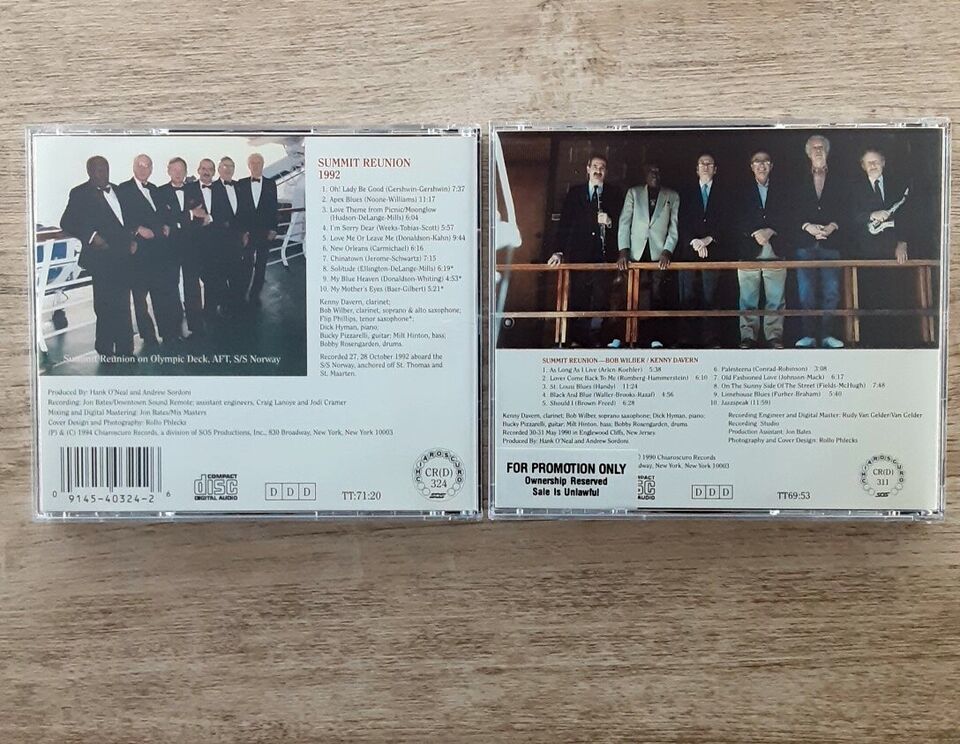 SUMMIT REUNION
1992
1. Oh! Lady Be Good (Gershwin-Gershwin) 7:37
2. Apex Blues (Noone-Williams) 11:17
3. Love Theme from Picnic/Moonglow
(Hudson-DeLange-Mills) 6:04
4. I'm Sorry Dear (Weeks-Tobias-Scott) 5:57
5. Love Me Or Leave Me (Donaldson-Kahn) 9:44
6. New Orleans (Carmichael) 6:16
7. Chinatown (Jerome-Schwartz) 7:15
8. Solitude (Ellington-DeLange-Mills) 6:19*
9. My Blue Heaven (Donaldson-Whiting) 4:53*
10. My Mother's Eyes (Baer-Gilbert) 5:21*
Kenny Davern, clarinet;
Bob Wilber, clarinet, soprano & alto saxophone;
Flip Phillips, tenor saxophone*;
Dick Hyman, piano;
Bucky Pizzarelli, guitar; Milt Hinton, bass;
Bobby Rosengarden, drums.
Recorded 27, 28 October 1992 aboard the
S/S Norway, anchored off St. Thomas and
St. Maarten.
Summit Reunion on Olympic Deck, AFT, S/S Norway
Produced By: Hank O'Neal and Andrew Sordoni
Recording: Jon Bates/Downtown Sound Remote; assistant engineers, Craig Lanoye and Jodi Cramer
Mixing and Digital Mastering: Jon Bates/Mix Masters
Cover Design and Photography: Rollo Phlecks
(P) & (C) 1994 Chiaroscuro Records, a division of SOS Productions, Inc., 830 Broadway, New York, New York 10003
0 9145-40324-2 6
COMPACT
disc
DIGITAL AUDIO
D D D
TT:71:20
CHIAROSCURO
CR(D)
324
SOS
SUMMIT REUNION—BOB WILBER / KENNY DAVERN
1. As Long As I Live (Arlen-Koehler) 5:38
2. Lover Come Back To Me (Romberg-Hammerstein) 6:10
3. St. Louis Blues (Handy) 11:24
4. Black And Blue (Waller-Brooks-Razaf) 4:56
5. Should I (Brown-Freed) 6:28
6. Palesteena (Conrad-Robinson) 3:08
7. Old Fashioned Love (Johnson-Mack) 6:17
8. On The Sunny Side Of The Street (Fields-McHugh) 7:48
9. Limehouse Blues (Furber-Braham) 5:40
10. Jazzspeak (11:59)
Kenny Davern, clarinet; Bob Wilber, soprano saxophone; Dick Hyman, piano;
Bucky Pizzarelli, guitar; Milt Hinton, bass; Bobby Rosengarden, drums
Recorded 30-31 May 1990 in Englewood Cliffs, New Jersey.
Produced By: Hank O'Neal and Andrew Sordoni.
Recording Engineer and Digital Master: Rudy Van Gelder/Van Gelder
Recording Studio
Production Assistant: Jon Bates
Photography and Cover Design: Rollo Phlecks
1990 Chiaroscuro Records
dway, New York, New York 10003
FOR PROMOTION ONLY
Ownership Reserved
Sale is Unlawful
D D D
TT69:53
CHIAROSCURO
CR(D)
311
SOS